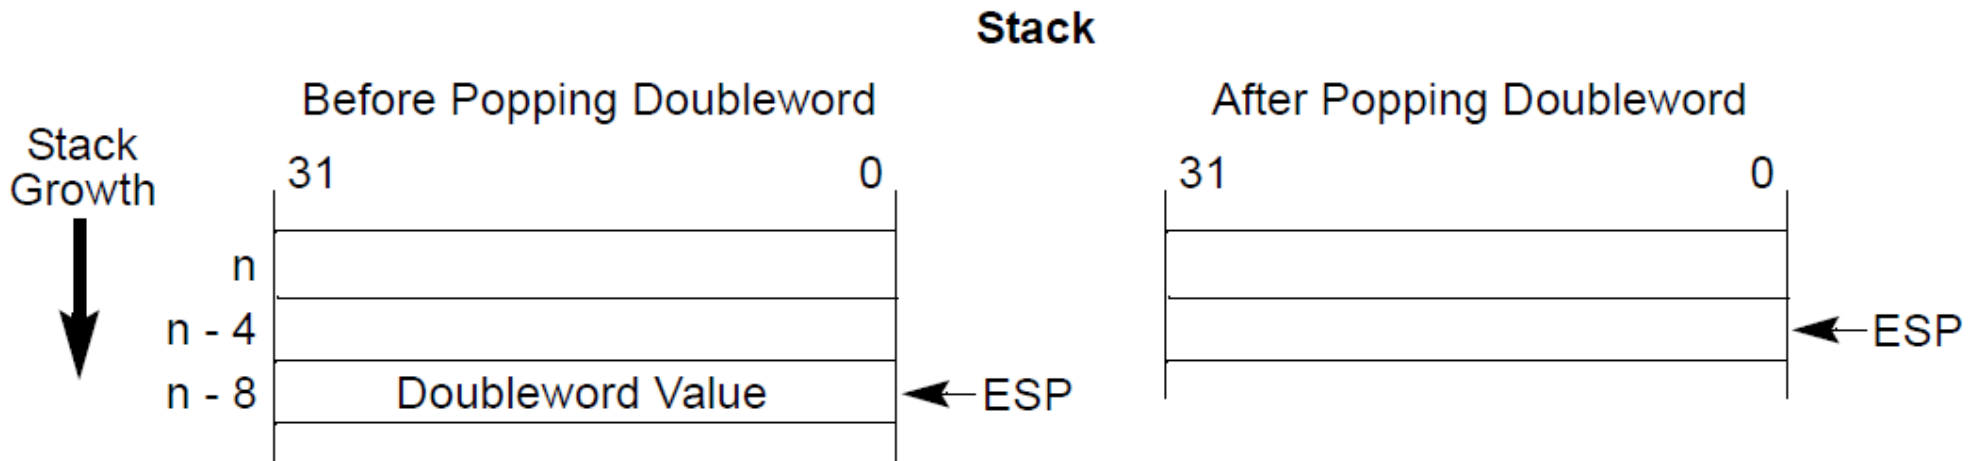 Stack
Before Popping Doubleword
After Popping Doubleword
Stack
Growth
31 0
31 0
n
n - 4
ESP
n - 8 Doubleword Value ESP